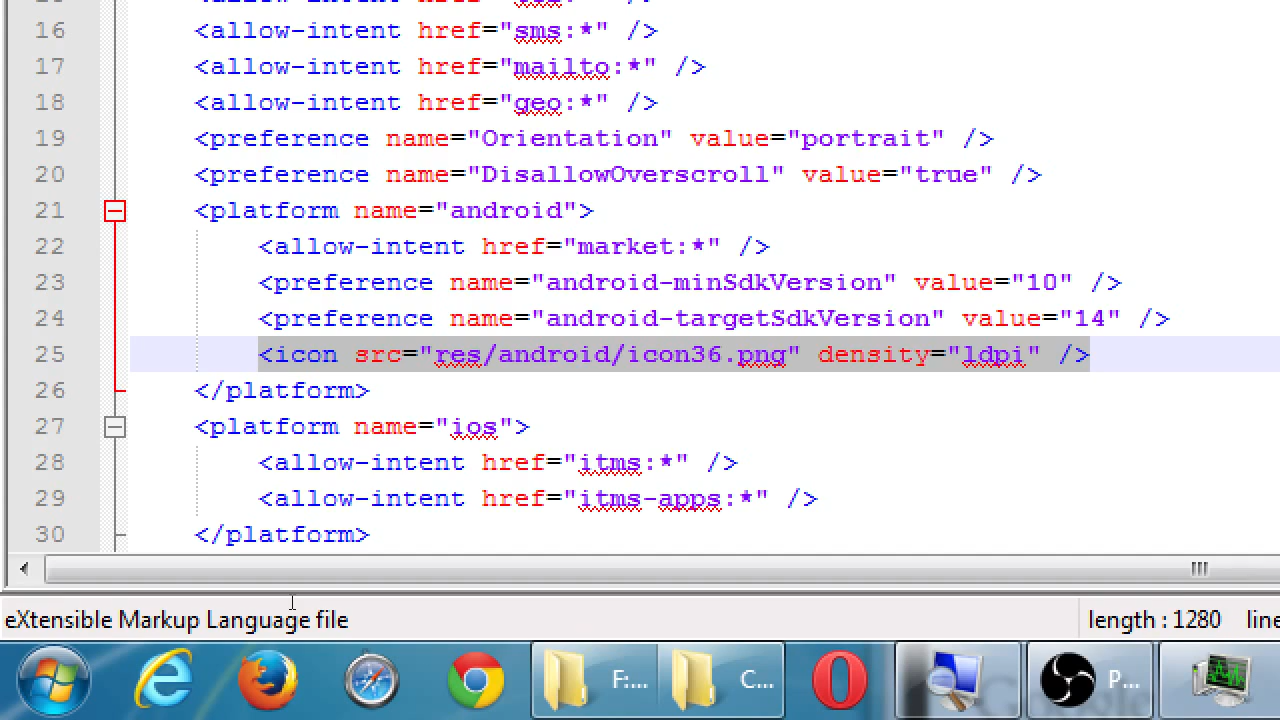 16 <allow-intent href="sms:*" />
17 <allow-intent href="mailto:*" />
18 <allow-intent href="geo:*" />
19 <preference name="Orientation" value="portrait" />
20 <preference name="DisallowOverscroll" value="true" />
21 <platform name="android">
22 <allow-intent href="market:*" />
23 <preference name="android-minSdkVersion" value="10" />
24 <preference name="android-targetSdkVersion" value="14" />
25 <icon src="res/android/icon36.png" density="ldpi" />
26 </platform>
27 <platform name="ios">
28 <allow-intent href="itms:*" />
29 <allow-intent href="itms-apps:*" />
30 </platform>
eXtensible Markup Language file length : 1280 line
F:... C... P...